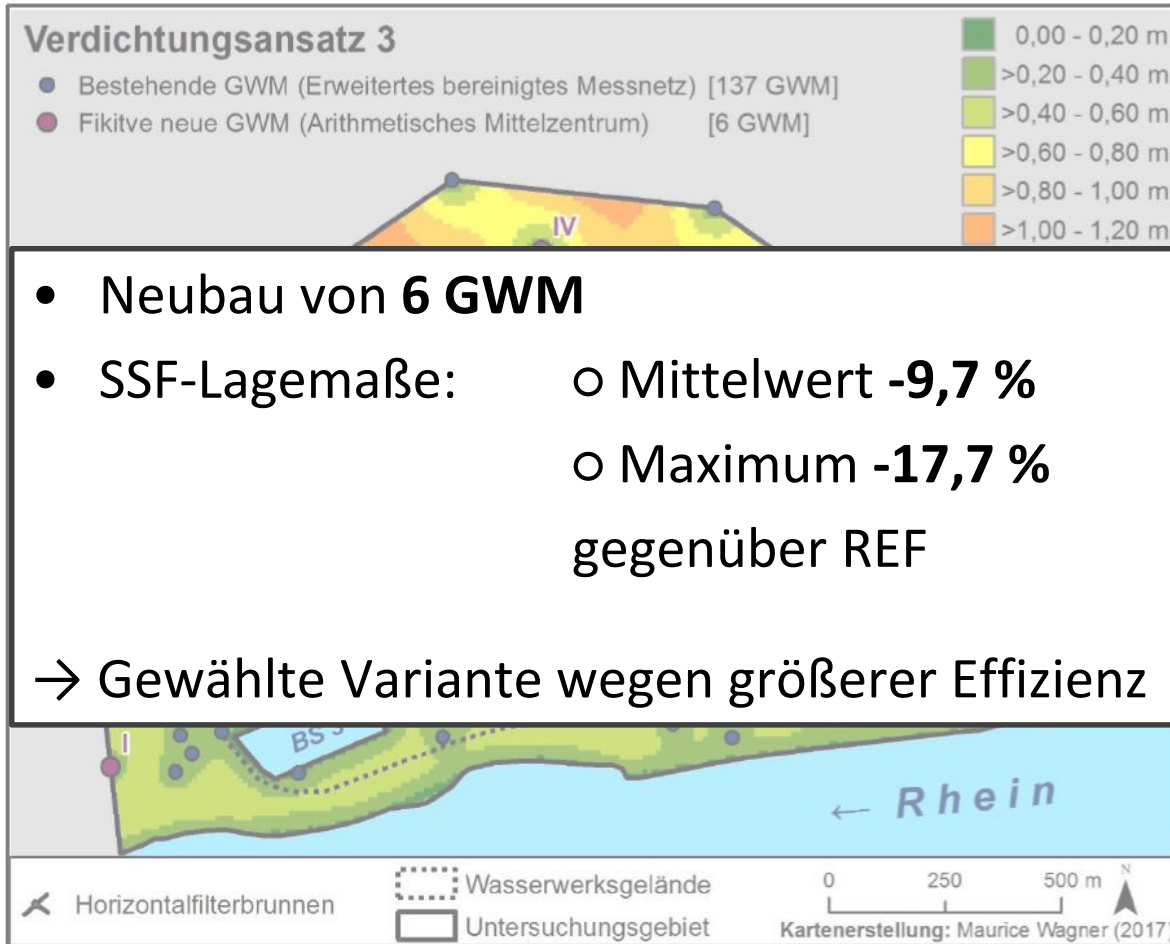 Verdichtungsansatz 3
Bestehende GWM (Erweitertes bereinigtes Messnetz) [137 GWM]
Fikitve neue GWM (Arithmetisches Mittelzentrum) [6 GWM]
0,00 - 0,20 m
>0,20 - 0,40 m
>0,40 - 0,60 m
>0,60 - 0,80 m
>0,80 - 1,00 m
>1,00 - 1,20 m
IV
• Neubau von 6 GWM
• SSF-Lagemaße: ○ Mittelwert -9,7 %
○ Maximum -17,7 %
gegenüber REF
→ Gewählte Variante wegen größerer Effizienz
I
BS
← Rhein
Horizontalfilterbrunnen
Wasserwerksgelände
Untersuchungsgebiet
0 250 500 m
N
Kartenerstellung: Maurice Wagner (2017)